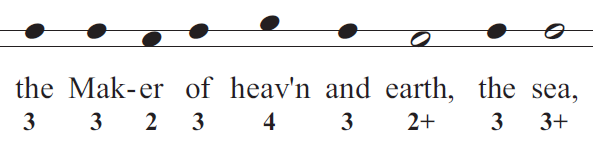 the Mak-er of heav'n and earth, the sea,
3 3 2 3 4 3 2+ 3 3+